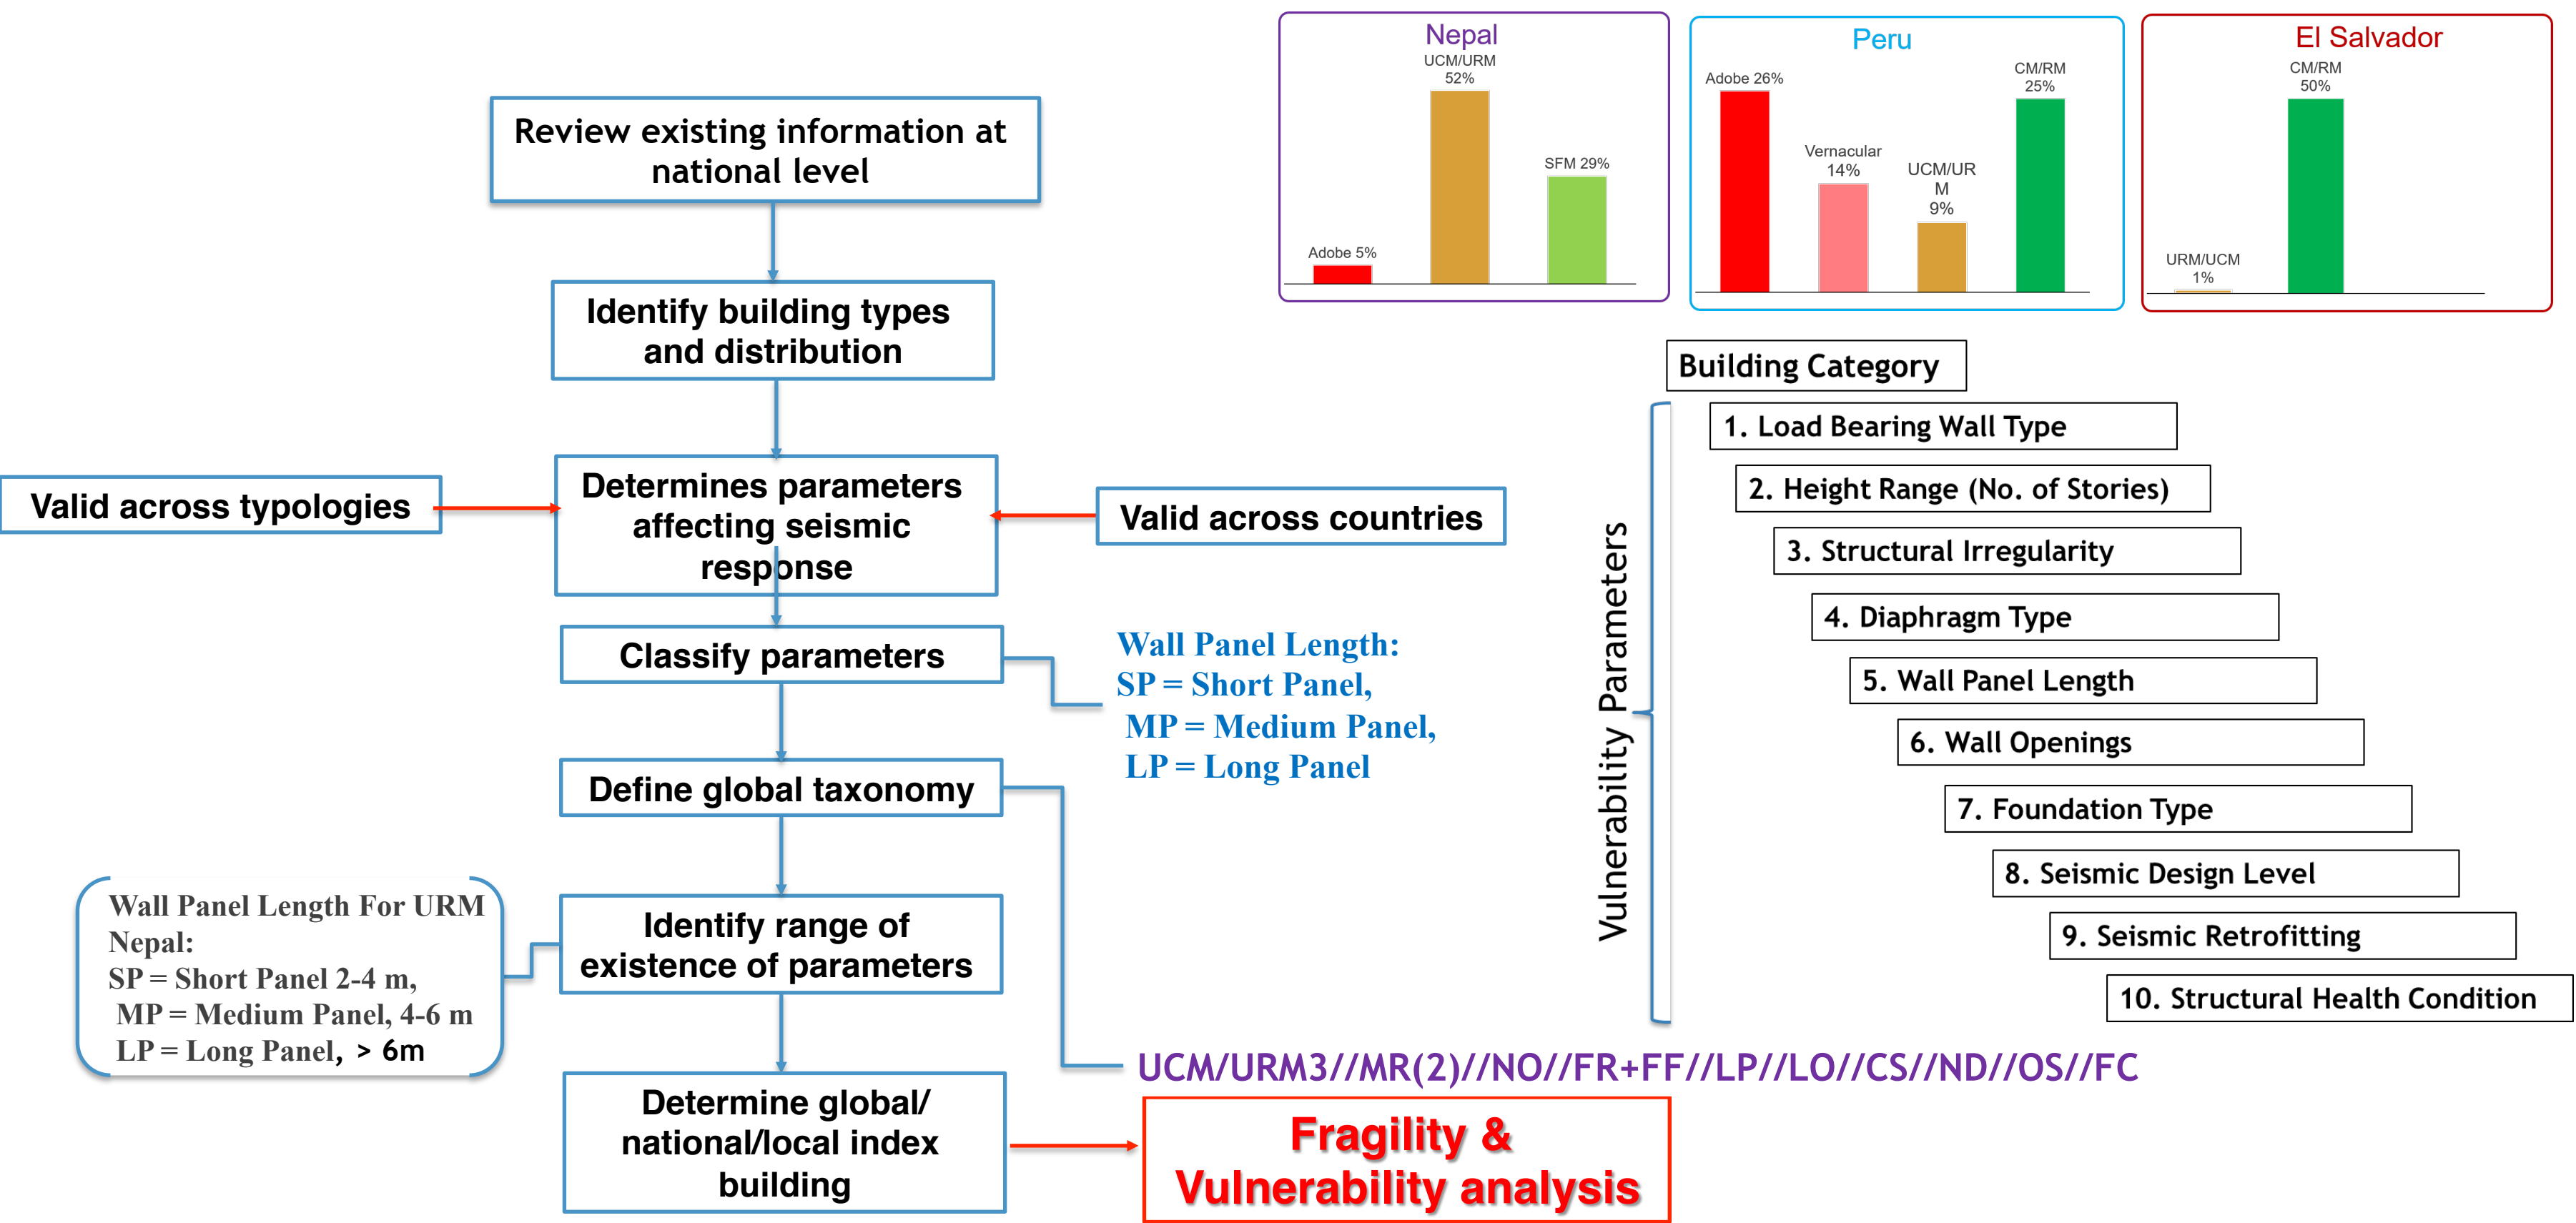 Nepal
UCM/URM
52%
SFM 29%
Adobe 5%
Peru
Adobe 26%
Vernacular
14%
UCM/UR
M
9%
CM/RM
25%
El Salvador
CM/RM
50%
URM/UCM
1%
Review existing information at
national level
Identify building types
and distribution
Valid across typologies
Determines parameters
affecting seismic
response
Valid across countries
Classify parameters
Wall Panel Length:
SP = Short Panel,
MP = Medium Panel,
LP = Long Panel
Define global taxonomy
Wall Panel Length For URM
Nepal:
SP = Short Panel 2-4 m,
MP = Medium Panel, 4-6 m
LP = Long Panel, > 6m
Identify range of
existence of parameters
Determine global/
national/local index
building
Building Category
Vulnerability Parameters
1. Load Bearing Wall Type
2. Height Range (No. of Stories)
3. Structural Irregularity
4. Diaphragm Type
5. Wall Panel Length
6. Wall Openings
7. Foundation Type
8. Seismic Design Level
9. Seismic Retrofitting
10. Structural Health Condition
UCM/URM3//MR(2)//NO//FR+FF//LP//LO//CS//ND//OS//FC
Fragility &
Vulnerability analysis